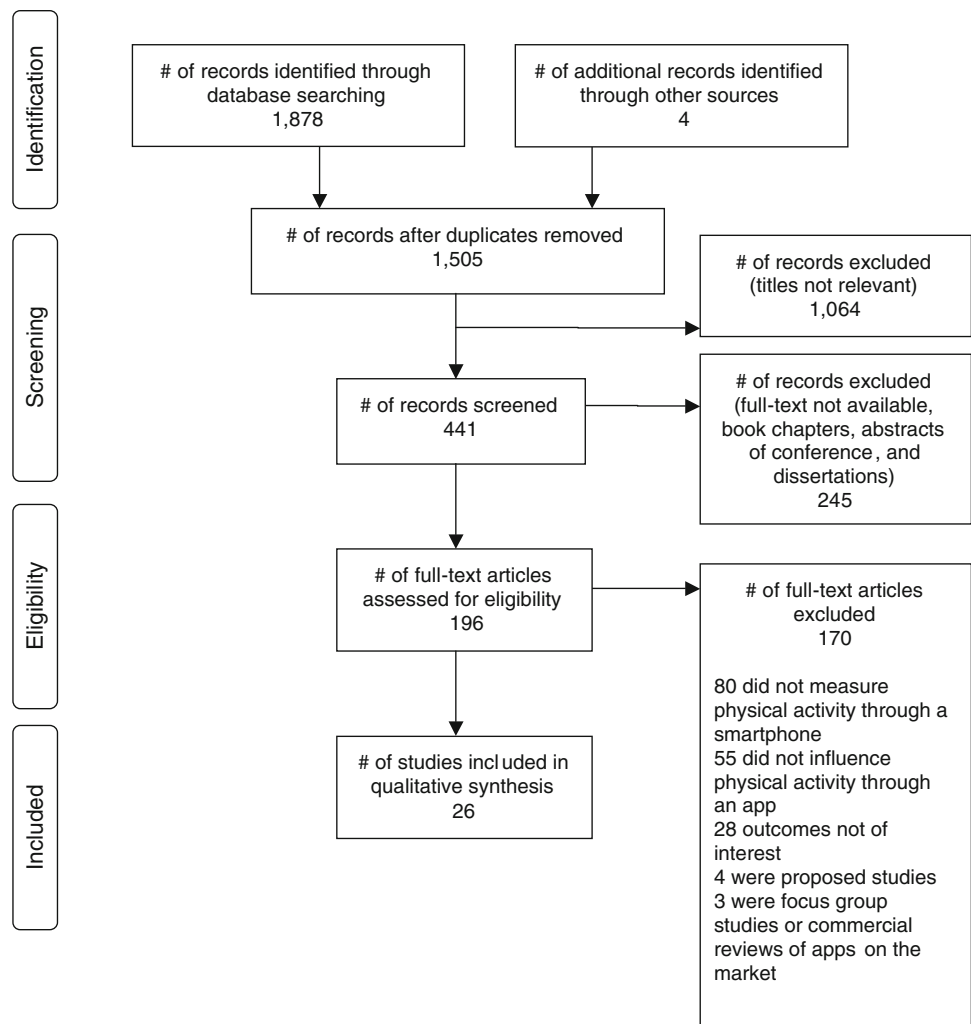 Identification
# of records identified through
database searching
1,878
# of additional records identified
through other sources
4
# of records after duplicates removed
1,505
Screening
# of records excluded
(titles not relevant)
1,064
# of records screened
441
# of records excluded
(full-text not available,
book chapters, abstracts
of conference, and
dissertations)
245
Eligibility
# of full-text articles
assessed for eligibility
196
# of full-text articles
excluded
170
80 did not measure
physical activity through a
smartphone
55 did not influence
physical activity through
an app
28 outcomes not of
interest
4 were proposed studies
3 were focus group
studies or commercial
reviews of apps on the
market
Included
# of studies included in
qualitative synthesis
26